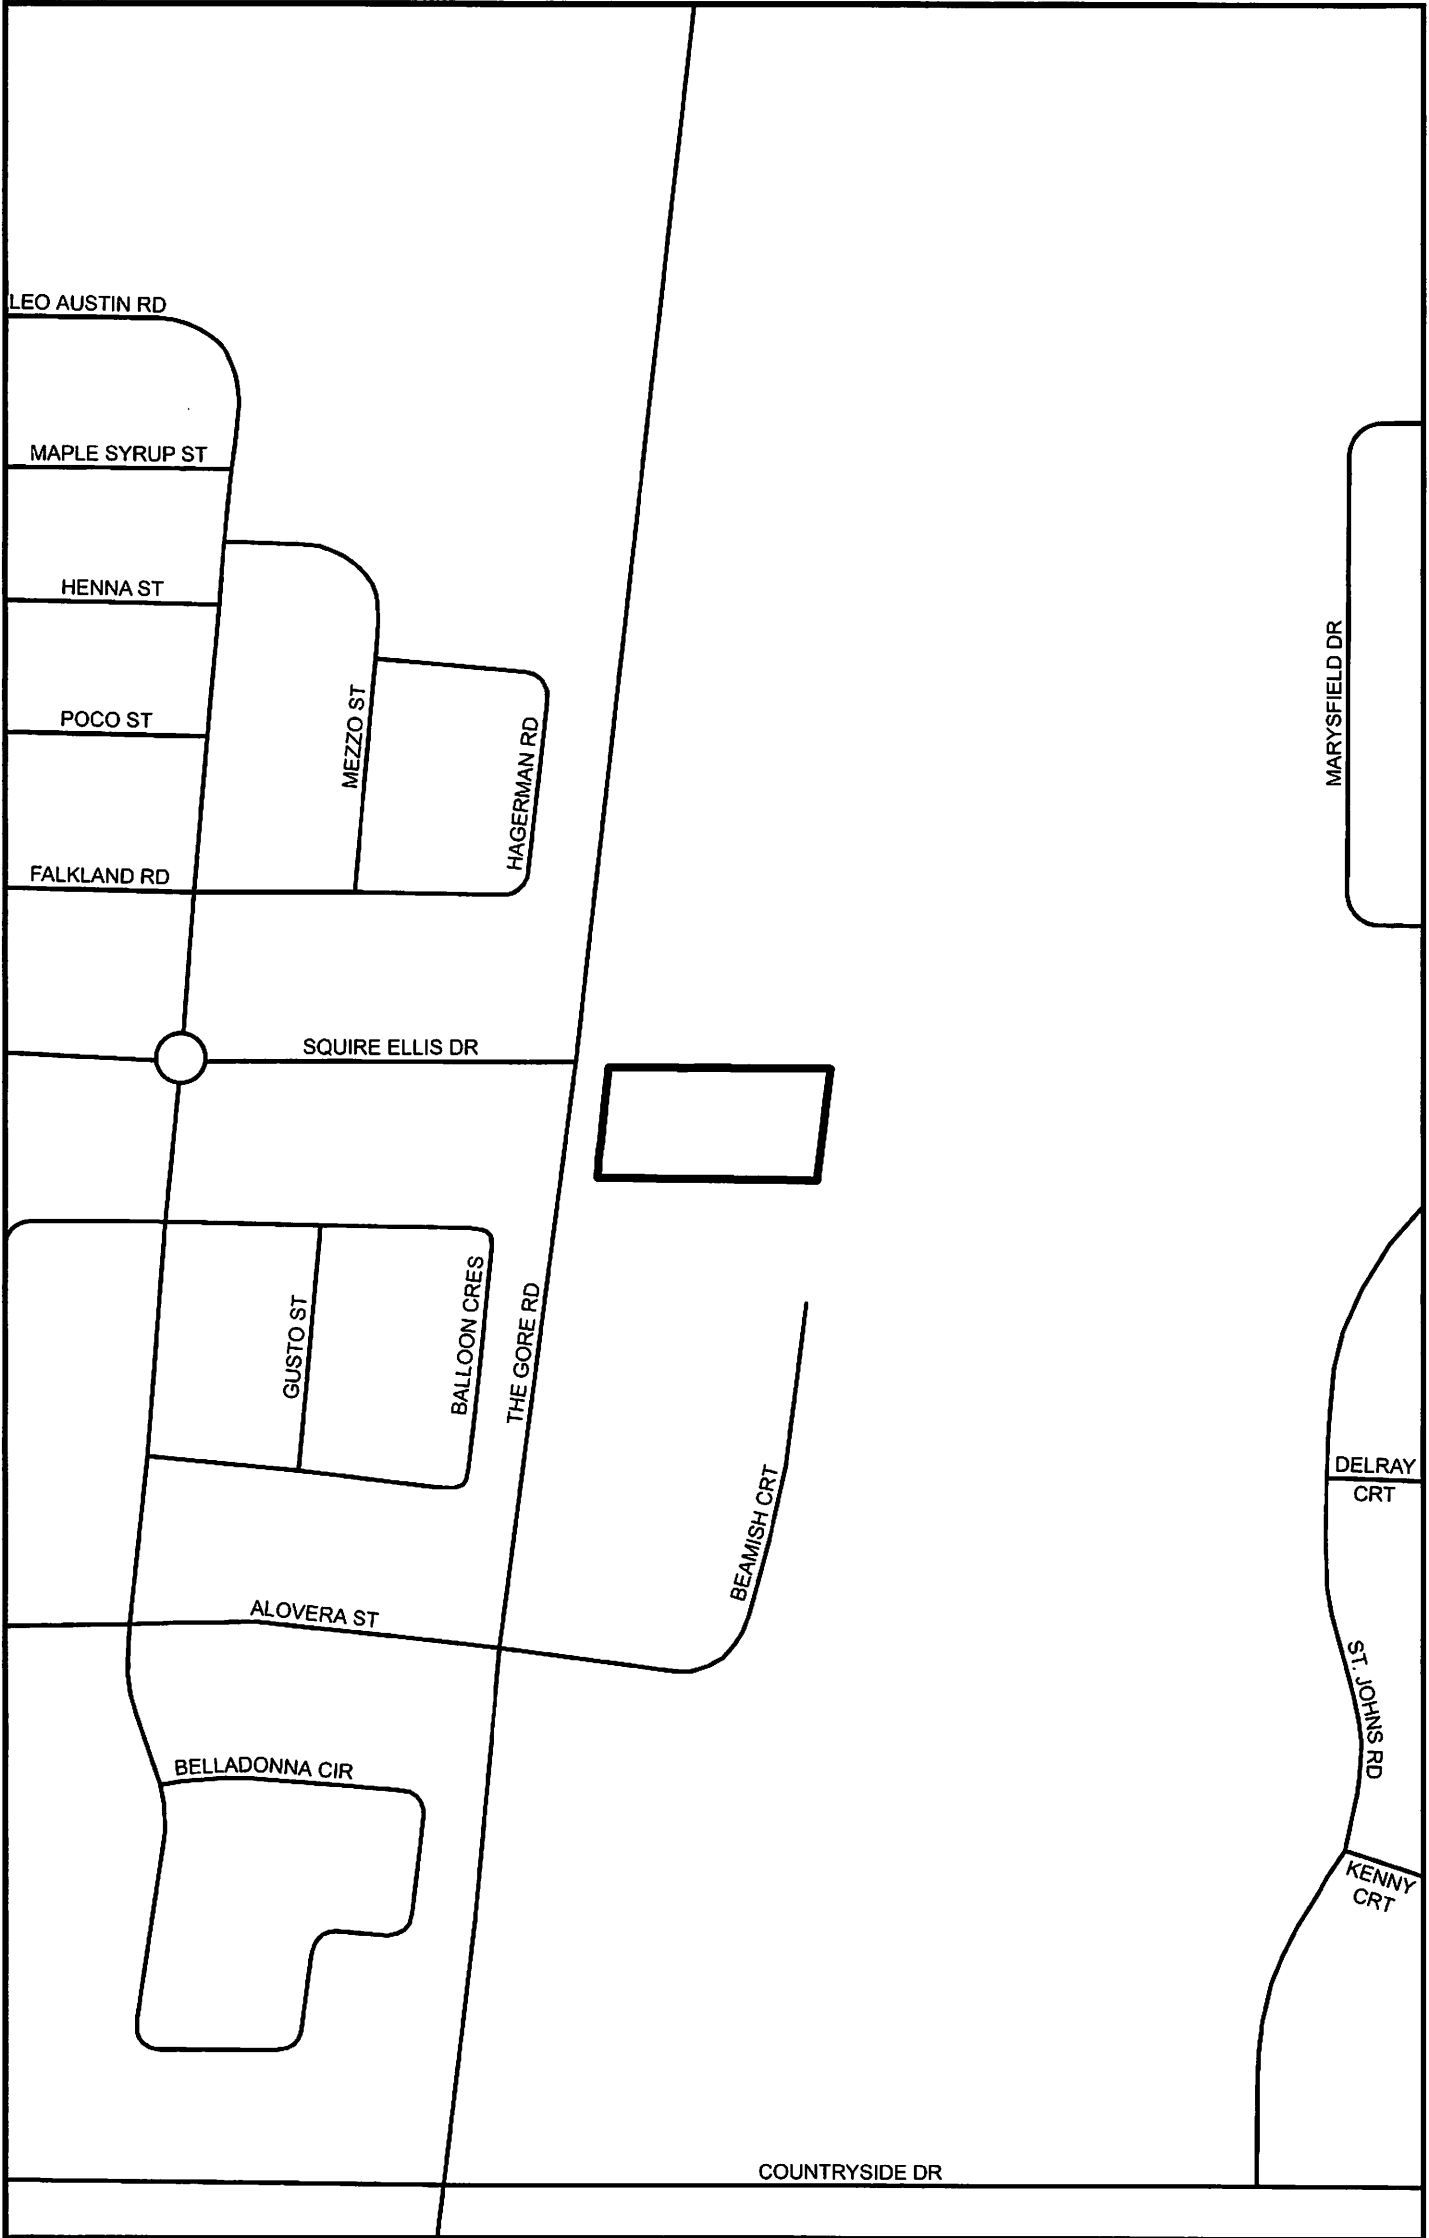 LEO AUSTIN RD
MAPLE SYRUP ST
HENNA ST
MARYSFIELD DR
POCO ST
MEZZO ST
HAGERMAN RD
FALKLAND RD
SQUIRE ELLIS DR
GUSTO ST
BALLOON CRES
THE GORE RD
DELRAY
CRT
BEAMISH CRT
ALOVERA ST
ST. JOHNS RD
BELLADONNA CIR
KENNY
CRT
COUNTRYSIDE DR